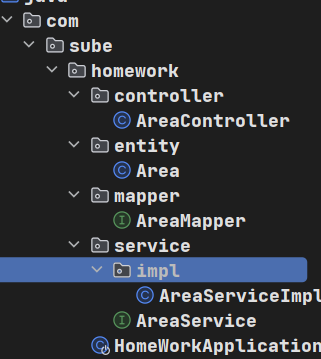 java
com
sube
homework
controller
AreaController
entity
Area
mapper
AreaMapper
service
impl
AreaServiceImpl
AreaService
HomeWorkApplication